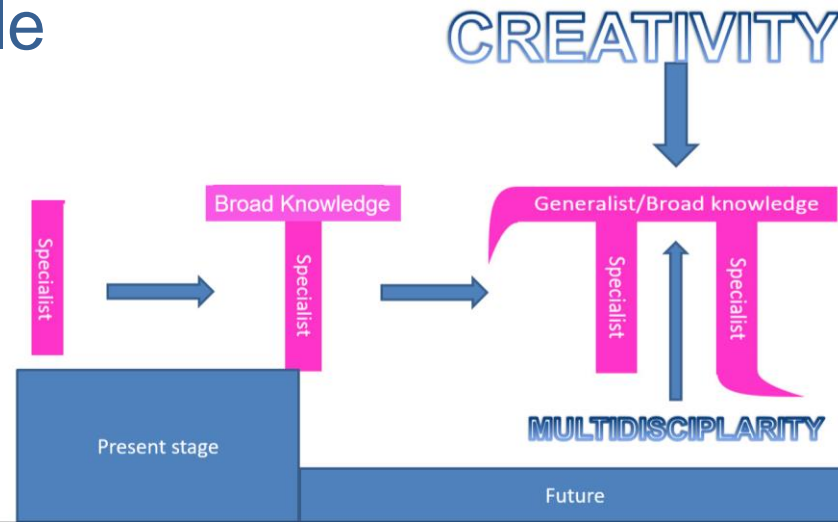 le
CREATIVITY
Broad Knowledge
Generalist/Broad knowledge
Specialist
Specialist
Specialist
Specialist
MULTIDISCIPLARITY
Present stage
Future